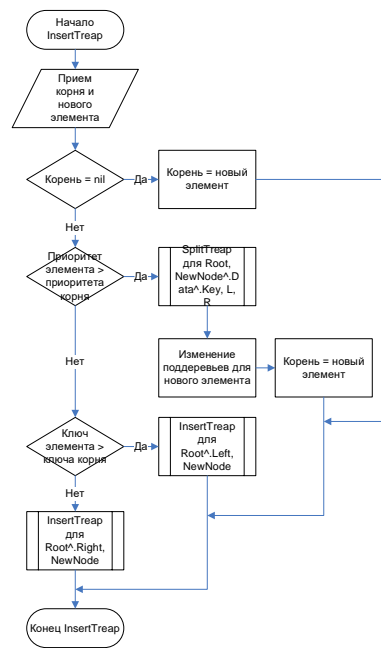 Начало
InsertTreap
Прием
корня и
нового
элемента
Корень = nil
Да
Корень = новый
элемент
Нет
Приоритет
элемента >
приоритета
корня
Да
SplitTreap
для Root,
NewNode^.D
ata^.Key, L,
R
Изменение
поддеревьев для
нового элемента
Корень = новый
элемент
Нет
Ключ
элемента >
ключа корня
Да
InsertTreap
для
Root^.Left,
NewNode
Нет
InsertTreap
для
Root^.Right,
NewNode
Конец InsertTreap